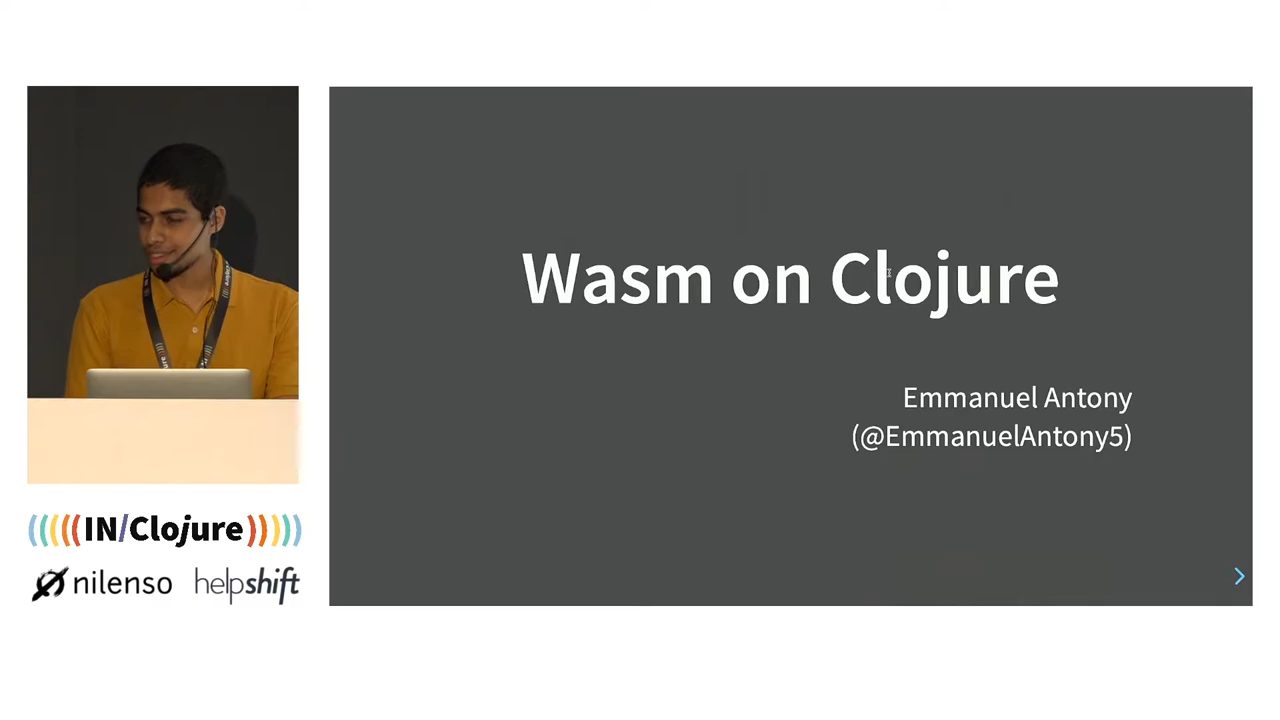 Wasm on Clojure
Emmanuel Antony
(@EmmanuelAntony5)
(((((IN/Clojure)))))
nilenso helpshift